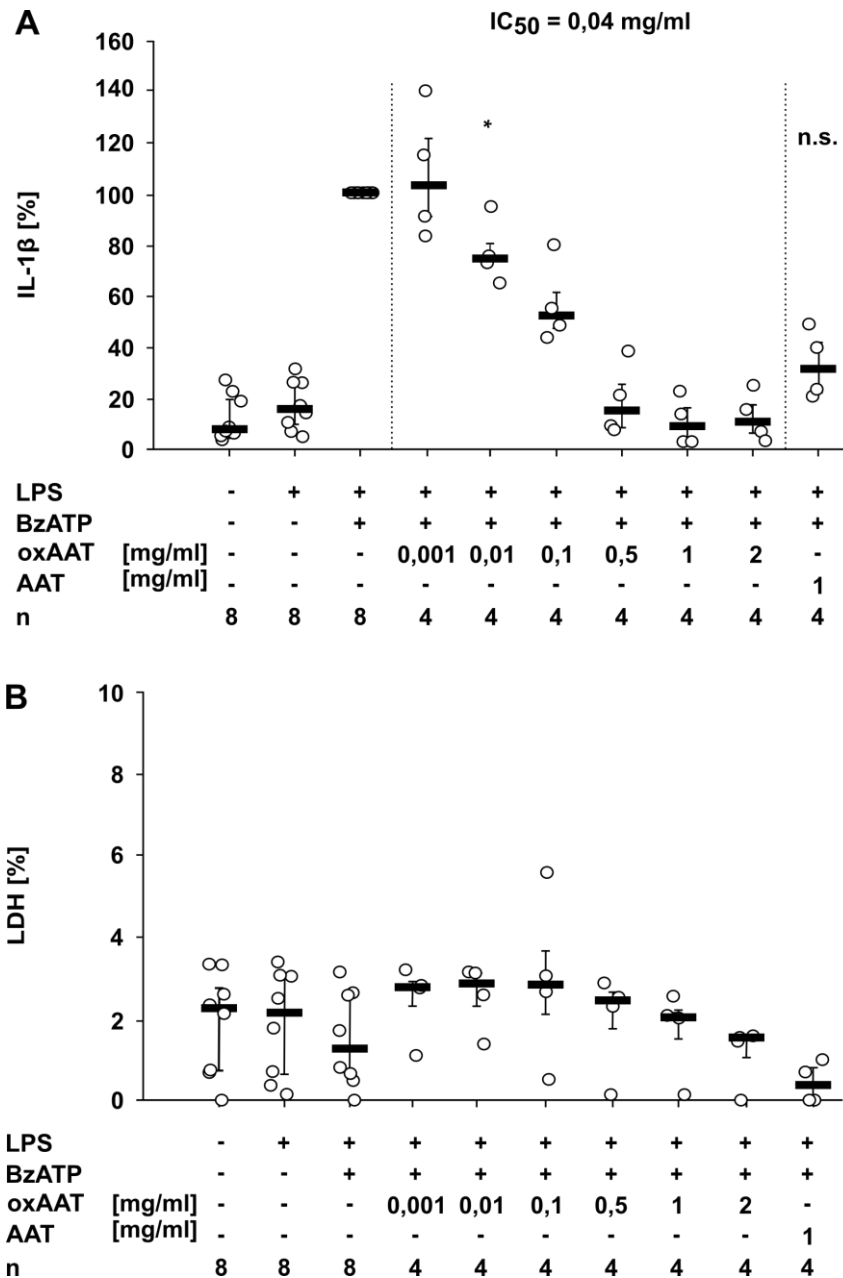 A
IC50 = 0,04 mg/ml
160
140
120
100
80
60
40
20
0
IL-1β [%]
*
n.s.
LPS - + + + + + + + + +
BzATP - - + + + + + + + +
oxAAT [mg/ml] - - - 0,001 0,01 0,1 0,5 1 2 -
AAT [mg/ml] - - - - - - - - - 1
n 8 8 8 4 4 4 4 4 4 4
B
10
8
6
4
2
0
LDH [%]
LPS - + + + + + + + + +
BzATP - - + + + + + + + +
oxAAT [mg/ml] - - - 0,001 0,01 0,1 0,5 1 2 -
AAT [mg/ml] - - - - - - - - - 1
n 8 8 8 4 4 4 4 4 4 4